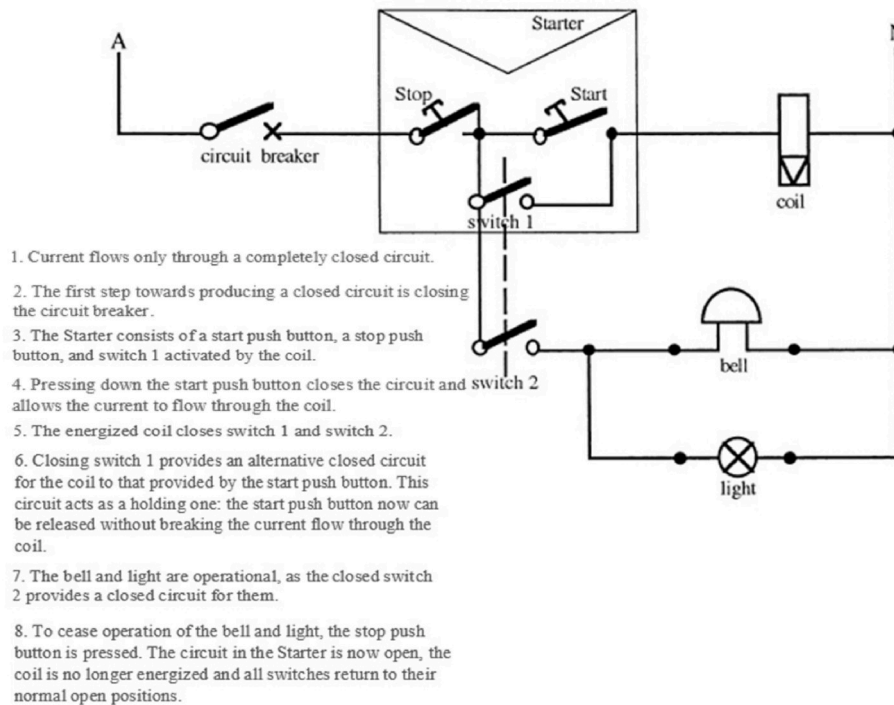 Starter
A
N
Stop
Start
circuit breaker
coil
switch 1
1. Current flows only through a completely closed circuit.
2. The first step towards producing a closed circuit is closing
the circuit breaker.
3. The Starter consists of a start push button, a stop push
button, and switch 1 activated by the coil.
bell
4. Pressing down the start push button closes the circuit and
allows the current to flow through the coil.
switch 2
5. The energized coil closes switch 1 and switch 2.
6. Closing switch 1 provides an alternative closed circuit
for the coil to that provided by the start push button. This
circuit acts as a holding one: the start push button now can
be released without breaking the current flow through the
coil.
light
7. The bell and light are operational, as the closed switch
2 provides a closed circuit for them.
8. To cease operation of the bell and light, the stop push
button is pressed. The circuit in the Starter is now open, the
coil is no longer energized and all switches return to their
normal open positions.